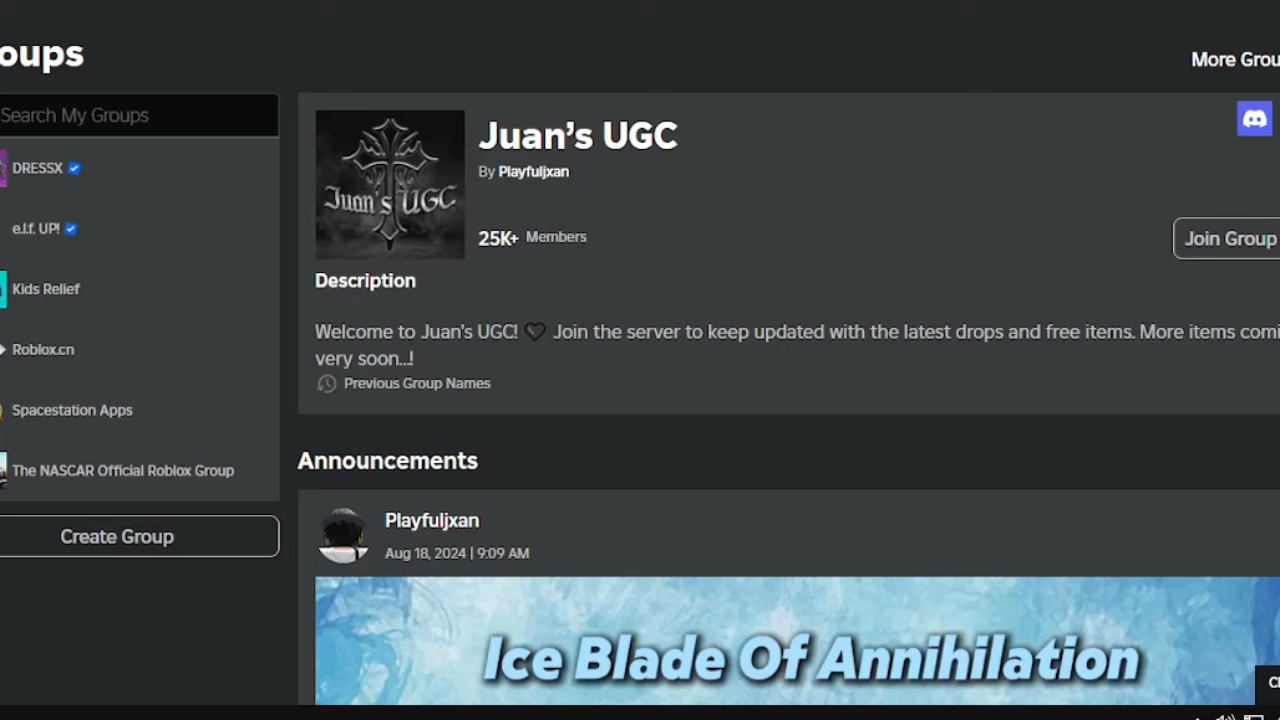 oups
More Grou
Search My Groups
DRESSX
e.l.f. UP!
Kids Relief
Roblox.cn
Spacestation Apps
The NASCAR Official Roblox Group
Create Group
Juan's UGC
Juan's UGC
By Playfuljxan
25K+ Members
Join Group
Description
Welcome to Juan's UGC! 🖤 Join the server to keep updated with the latest drops and free items. More items comi
very soon...!
Previous Group Names
Announcements
Playfuljxan
Aug 18, 2024 | 9:09 AM
Ice Blade Of Annihilation